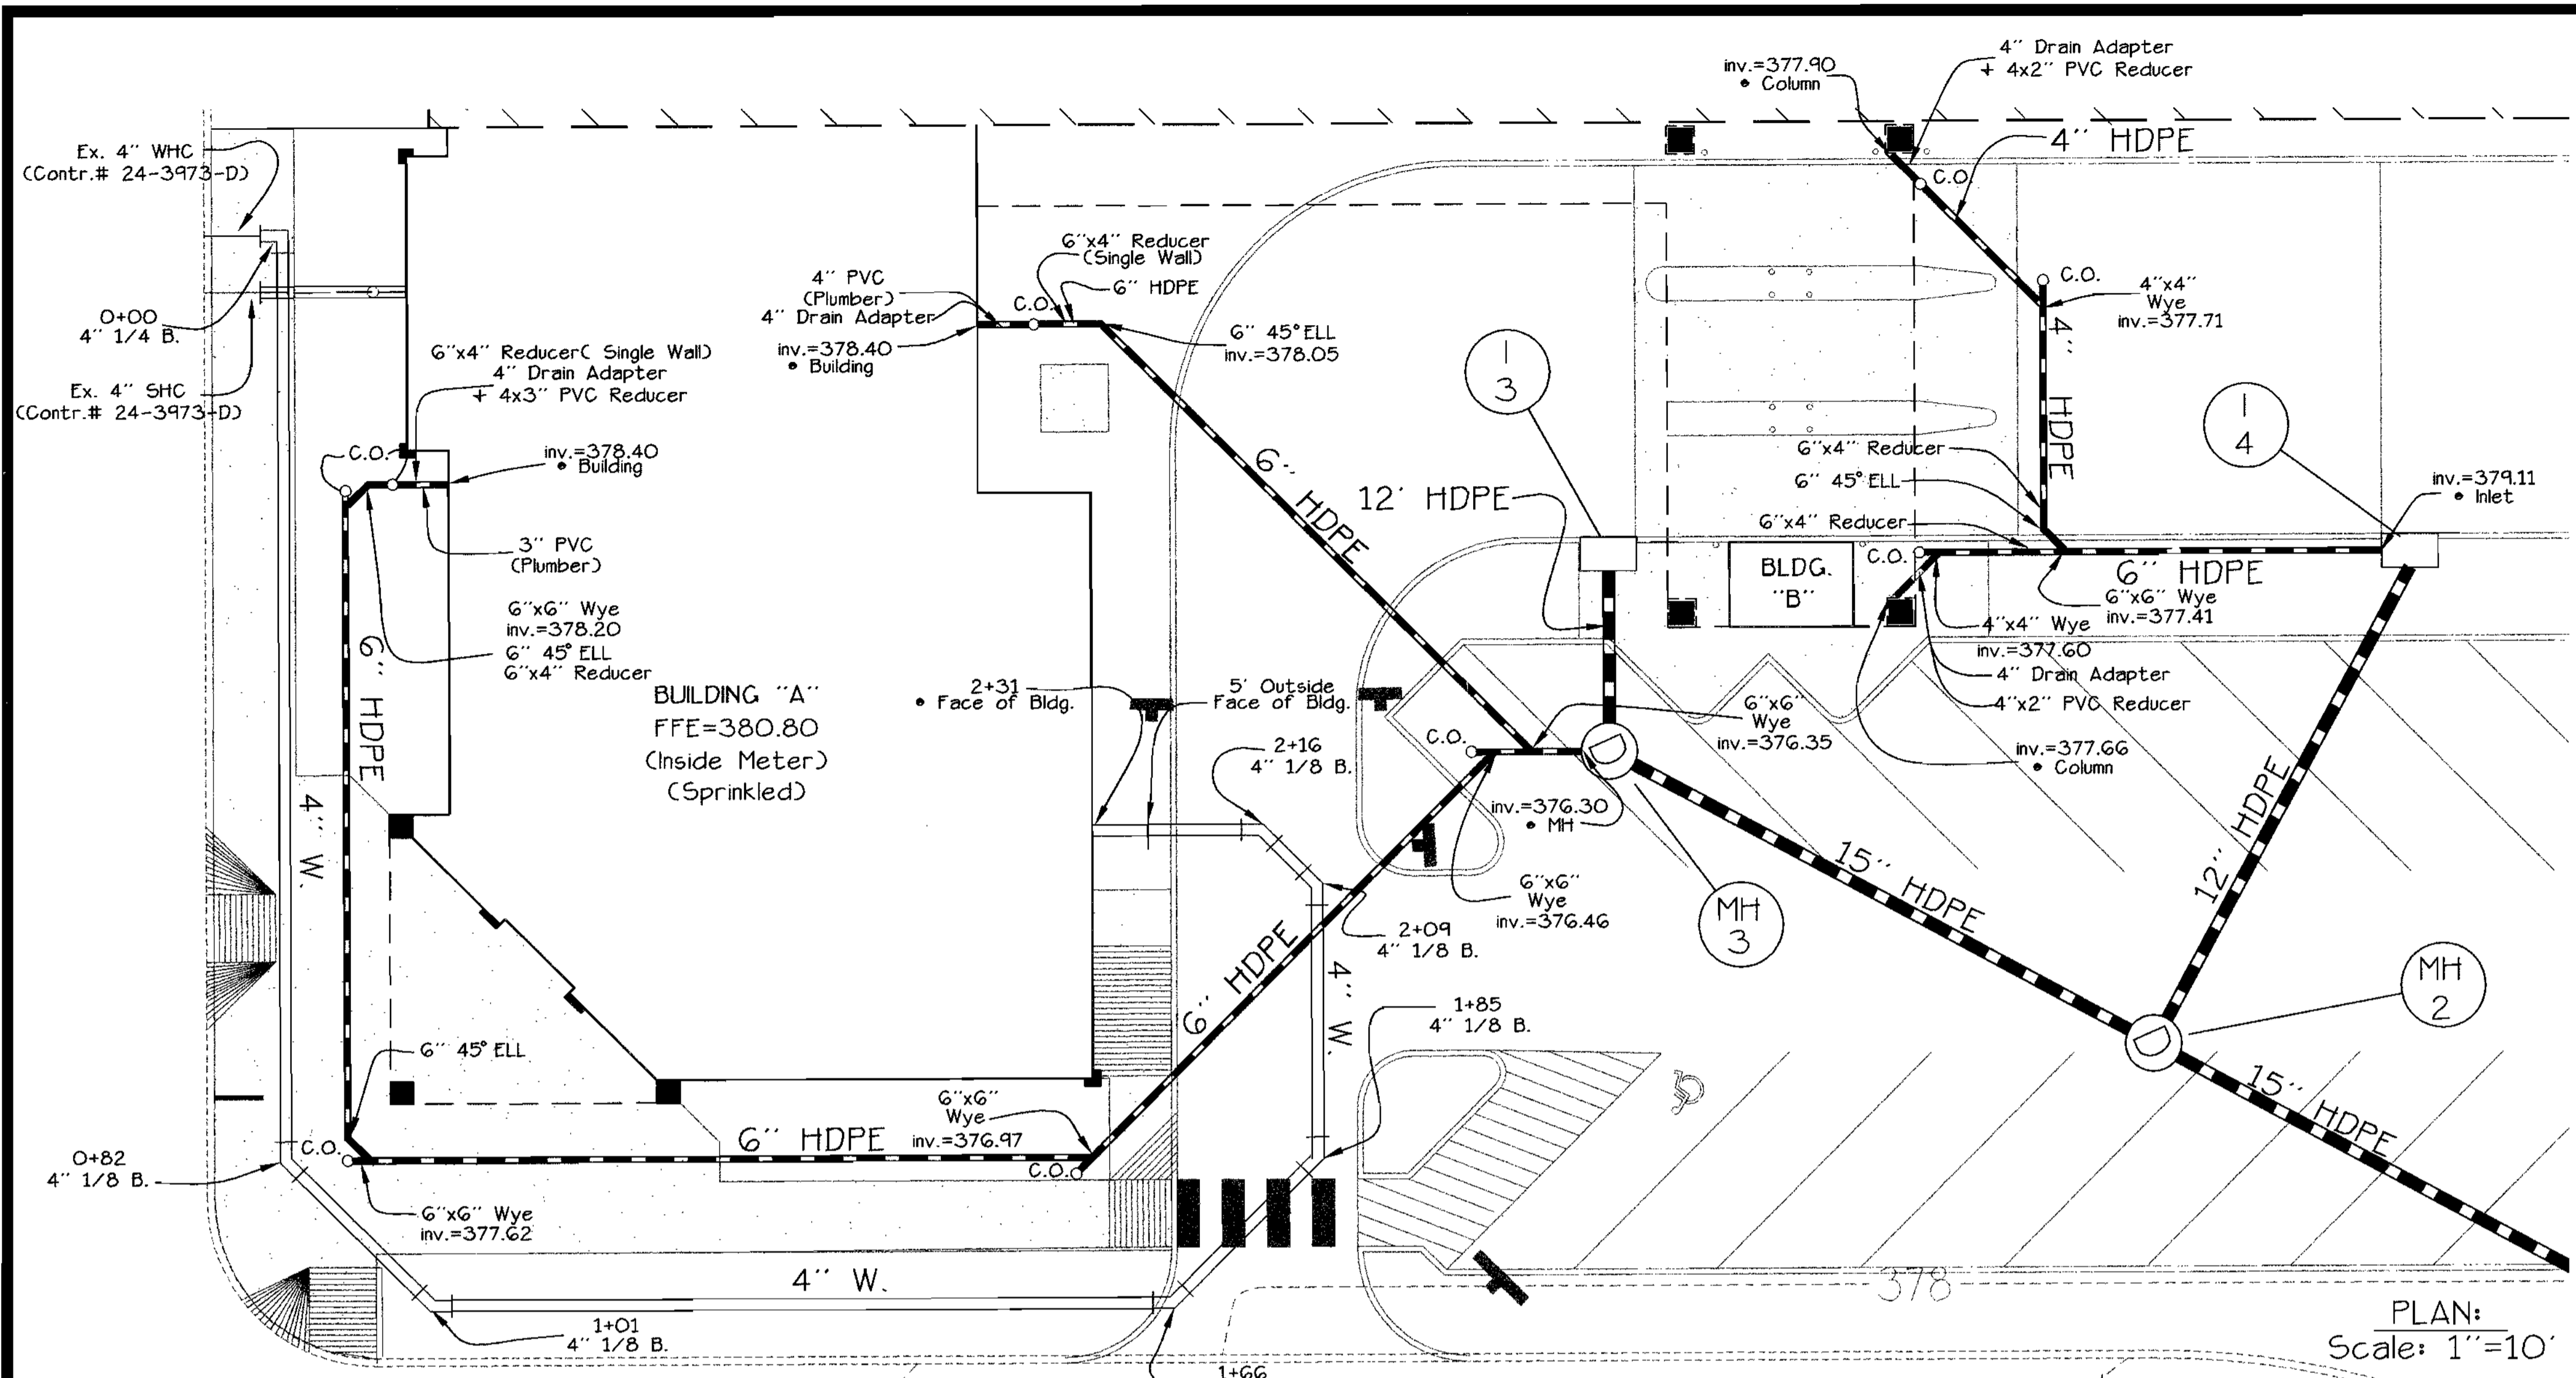 4'' Drain Adapter
+ 4x2'' PVC Reducer
inv.=377.90
• Column
4'' HDPE
C.O.
Ex. 4'' WHC
(Contr.# 24-3973-D)
0+00
4'' 1/4 B.
Ex. 4'' SHC
(Contr.# 24-3973-D)
6''x4'' Reducer( Single Wall)
4'' Drain Adapter
+ 4x3'' PVC Reducer
C.O.
inv.=378.40
• Building
3'' PVC
(Plumber)
6''x6'' Wye
inv.=378.20
6'' 45° ELL
6''x4'' Reducer
6'' HDPE
4'' W.
BUILDING "A"
FFE=380.80
(Inside Meter)
(Sprinkled)
6''x4'' Reducer
(Single Wall)
4'' PVC
(Plumber)
4'' Drain Adapter
C.O.
6'' HDPE
inv.=378.40
• Building
6'' 45° ELL
inv.=378.05
6'' HDPE
I
3
12' HDPE
C.O.
4''x4''
Wye
inv.=377.71
4'' HDPE
I
4
6''x4'' Reducer
6'' 45° ELL
6''x4'' Reducer
inv.=379.11
• Inlet
C.O.
BLDG.
"B"
6'' HDPE
6''x6'' Wye
inv.=377.41
4''x4'' Wye
inv.=377.60
4'' Drain Adapter
4''x2'' PVC Reducer
inv.=377.66
• Column
2+31
• Face of Bldg.
5' Outside
Face of Bldg.
2+16
4'' 1/8 B.
C.O.
6''x6''
Wye
inv.=376.35
D
inv.=376.30
• MH
6''x6''
Wye
inv.=376.46
2+09
4'' 1/8 B.
MH
3
15'' HDPE
12'' HDPE
MH
2
D
15'' HDPE
6'' HDPE
4'' W.
1+85
4'' 1/8 B.
6'' 45° ELL
C.O.
6''x6'' Wye
inv.=377.62
6'' HDPE
6''x6''
Wye
inv.=376.97
C.O.
0+82
4'' 1/8 B.
4'' W.
1+01
4'' 1/8 B.
1+66
378
PLAN:
Scale: 1''=10'